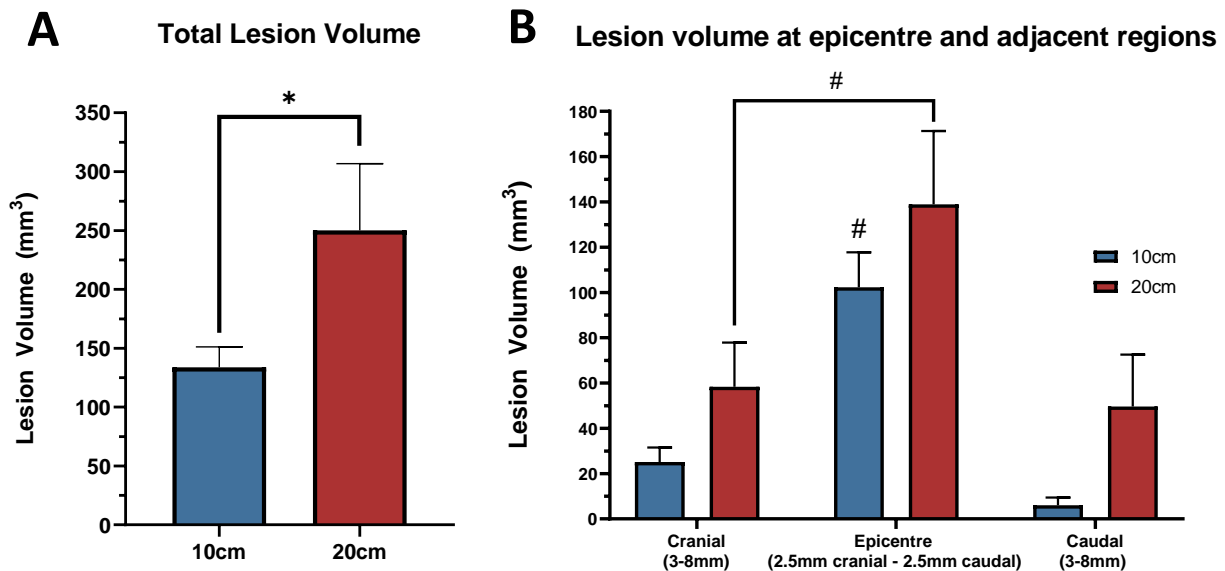 A
Total Lesion Volume
*
Lesion Volume (mm³)
350
300
250
200
150
100
50
0
10cm
20cm
B
Lesion volume at epicentre and adjacent regions
#
#
Lesion Volume (mm³)
180
160
140
120
100
80
60
40
20
0
10cm
20cm
Cranial
(3-8mm)
Epicentre
(2.5mm cranial - 2.5mm caudal)
Caudal
(3-8mm)